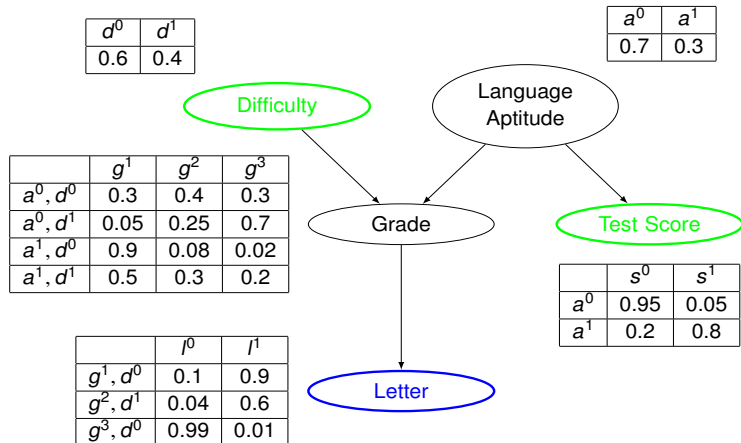 d⁰ d¹
0.6 0.4
a⁰ a¹
0.7 0.3
Difficulty
Language
Aptitude
g¹ g² g³
a⁰, d⁰ 0.3 0.4 0.3
a⁰, d¹ 0.05 0.25 0.7
a¹, d⁰ 0.9 0.08 0.02
a¹, d¹ 0.5 0.3 0.2
Grade
Test Score
s⁰ s¹
a⁰ 0.95 0.05
a¹ 0.2 0.8
l⁰ l¹
g¹, d⁰ 0.1 0.9
g², d¹ 0.04 0.6
g³, d⁰ 0.99 0.01
Letter